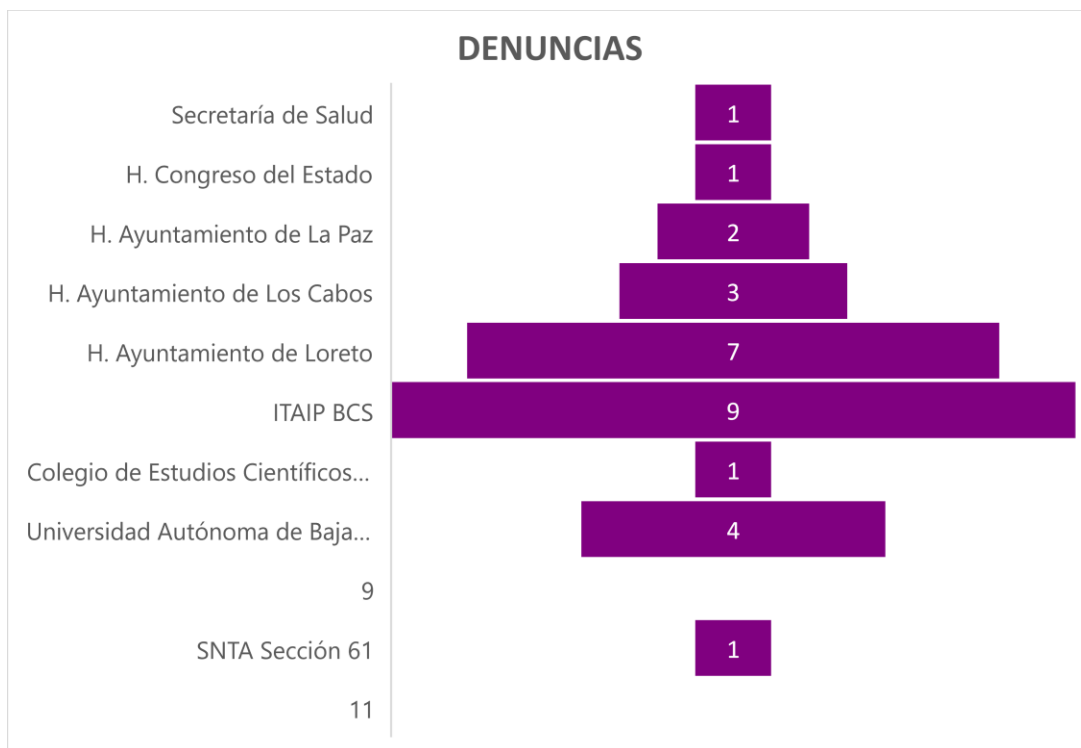 DENUNCIAS
Secretaría de Salud 1
H. Congreso del Estado 1
H. Ayuntamiento de La Paz 2
H. Ayuntamiento de Los Cabos 3
H. Ayuntamiento de Loreto 7
ITAIP BCS 9
Colegio de Estudios Científicos... 1
Universidad Autónoma de Baja... 4
9
SNTA Sección 61 1
11